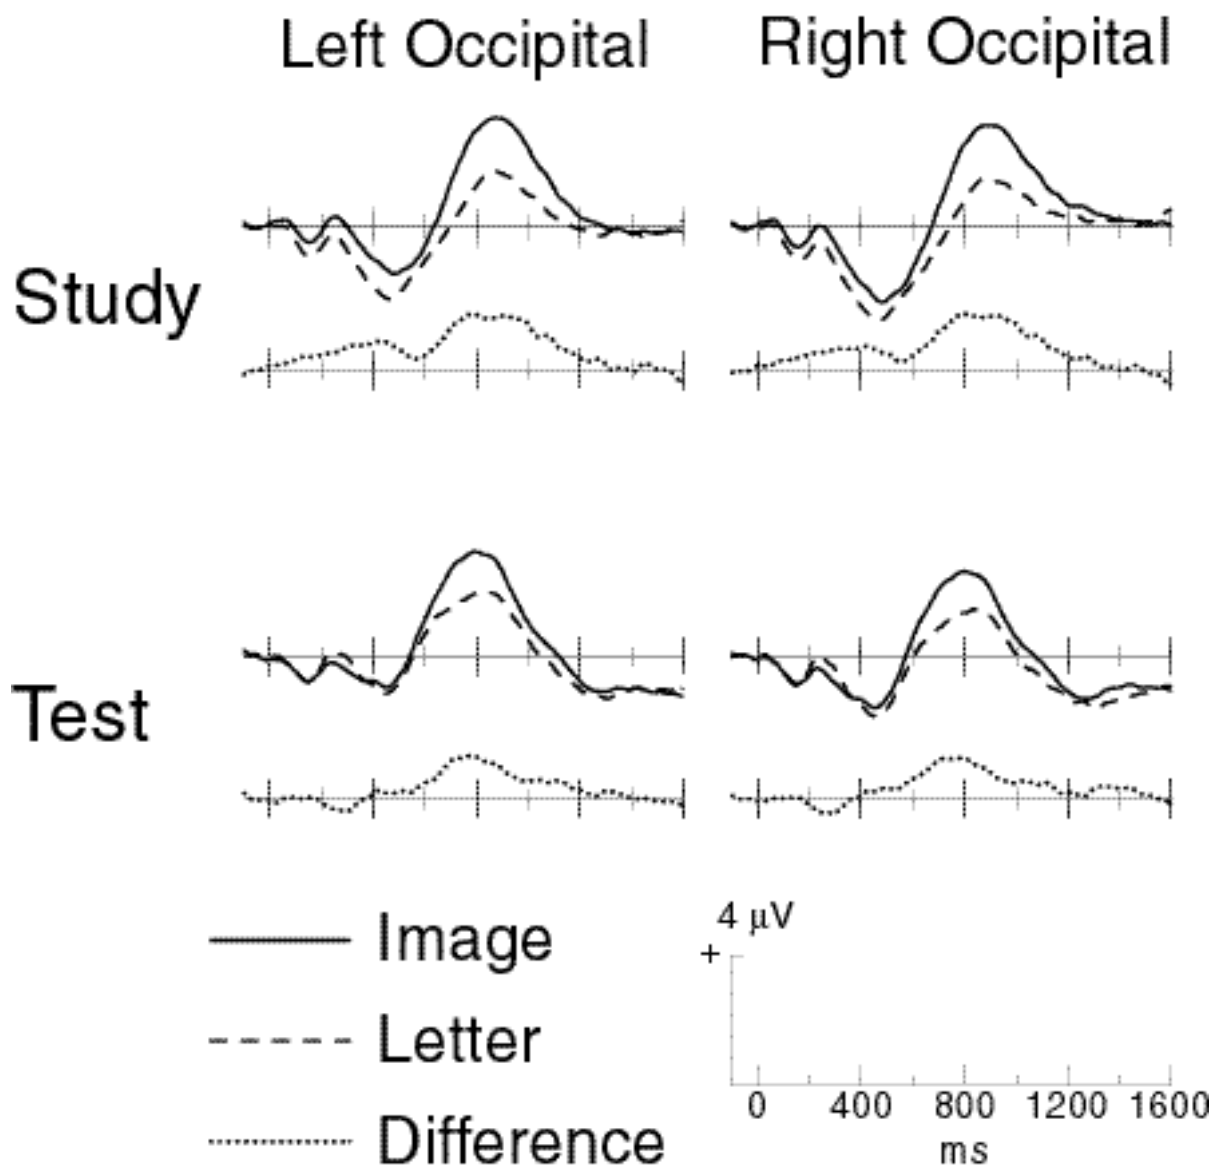 Left Occipital
Right Occipital
Study
Test
Image
Letter
Difference
4 μV
+
0 400 800 1200 1600
ms